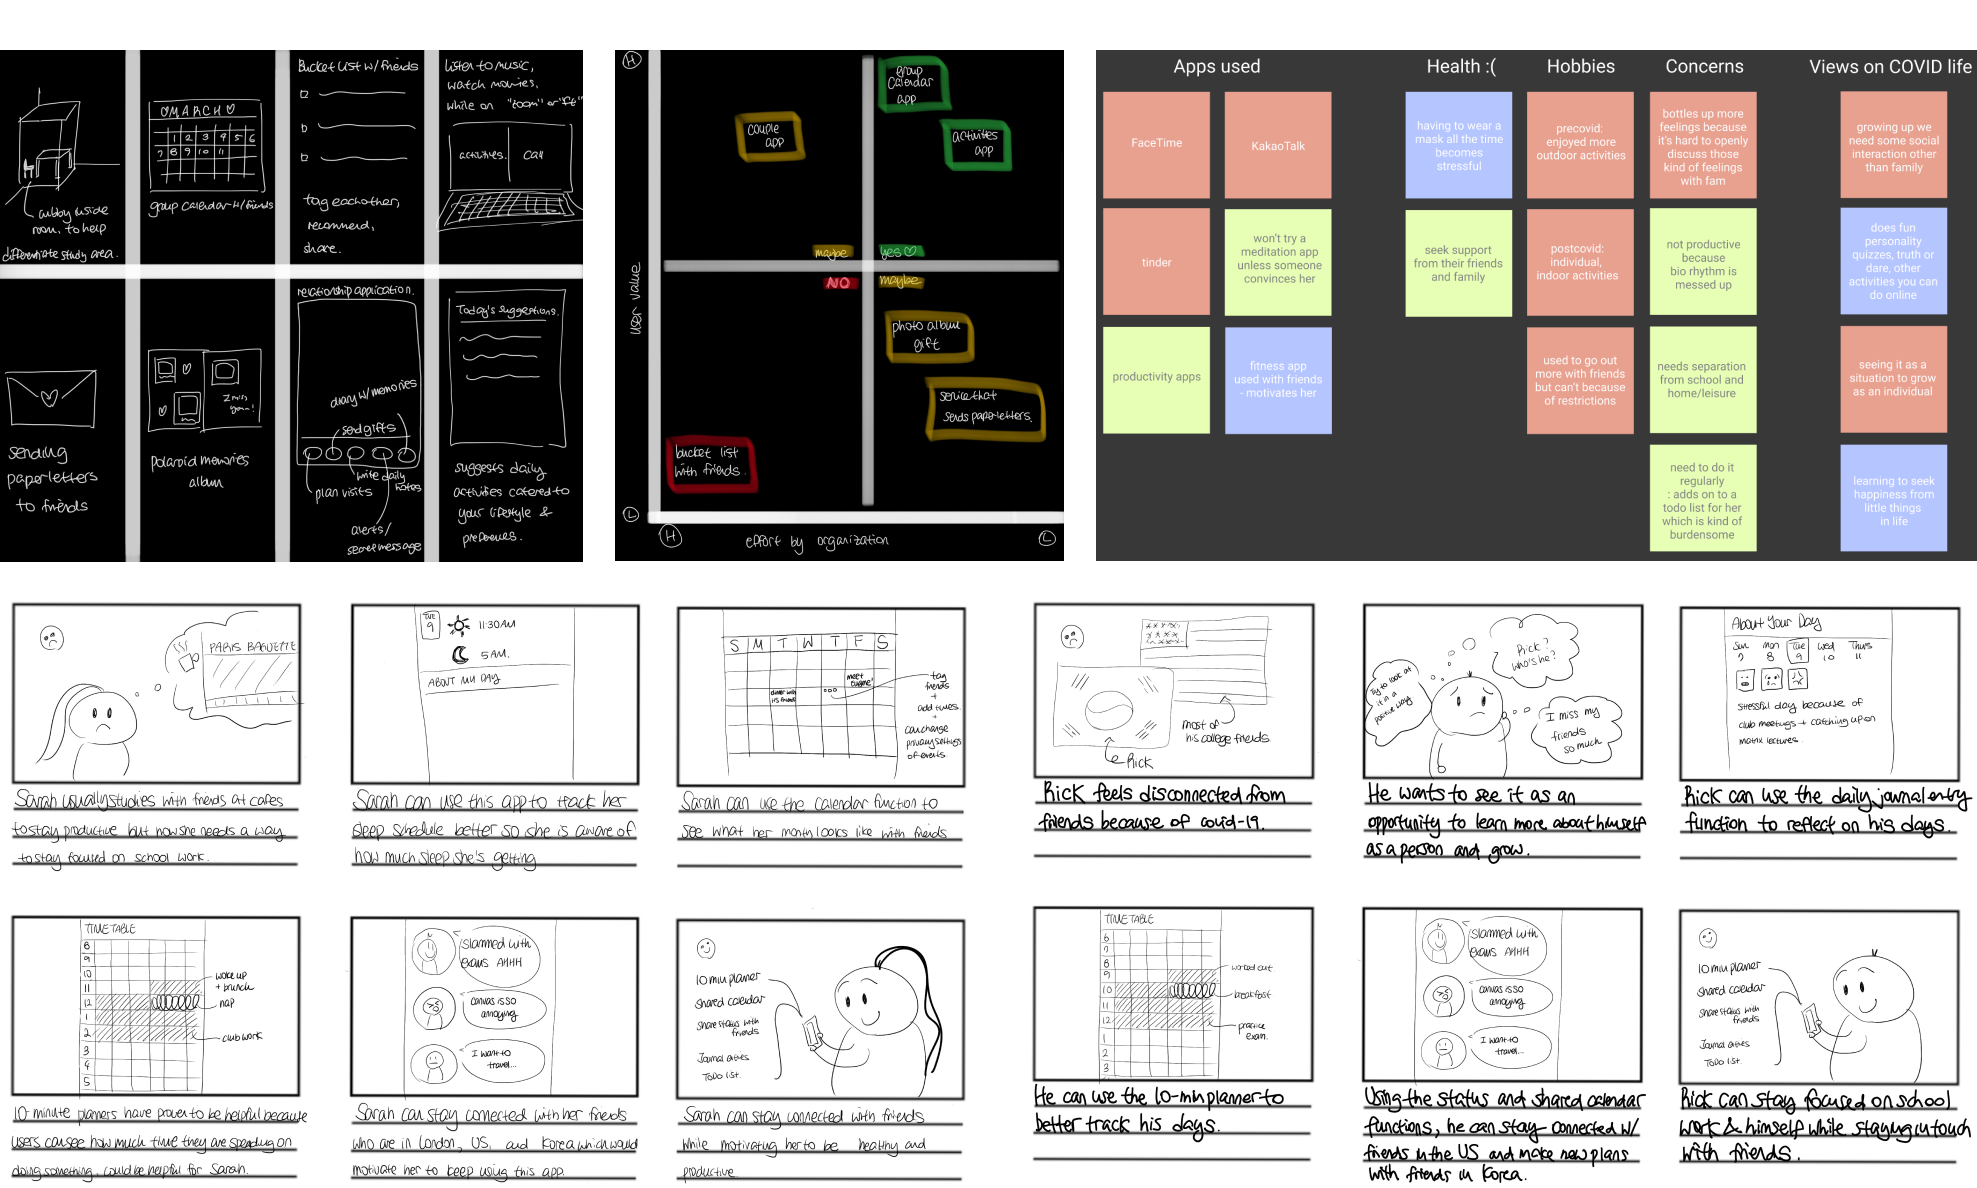 cubby inside
room, to help
differentiate study area.
♡MARCH♡
1 2 3 4 5 6
7 8 9 10 11
group calendar w/ friends
Bucket List w/ friends
tag eachother,
recommend,
share.
listen to music,
watch movies.
while on "zoom" or "ft"
activities. call
sending
paper letters
to friends
2 min
polaroid memories
album
relationship application.
diary w/ memories
send gifts
write daily
notes
plan visits
alerts/
secret message
Today's suggestions.
suggests daily
activities catered to
your lifestyle &
preferences.
H
user value
L
H
effort by organization
L
couple
app
group
calendar
app
activities
app
maybe
yes♡
NO
maybe
photo album
gift
service that
sends paper letters.
bucket list
with friends.
Apps used
FaceTime
KakaoTalk
tinder
won't try a
meditation app
unless someone
convinces her
productivity apps
fitness app
used with friends
- motivates her
Health :(
having to wear a
mask all the time
becomes
stressful
seek support
from their friends
and family
Hobbies
precovid:
enjoyed more
outdoor activities
postcovid:
individual,
indoor activities
used to go out
more with friends
but can't because
of restrictions
Concerns
bottles up more
feelings because
it's hard to openly
discuss those
kind of feelings
with fam
not productive
because
bio rhythm is
messed up
needs separation
from school and
home/leisure
need to do it
regularly
: adds on to a
todo list for her
which is kind of
burdensome
Views on COVID life
growing up we
need some social
interaction other
than family
does fun
personality
quizzes, truth or
dare, other
activities you can
do online
seeing it as a
situation to grow
as an individual
learning to seek
happiness from
little things
in life
PARIS BAGUETTE
Sarah usually studies with friends at cafes
to stay productive but now she needs a way
to stay focused on school work.
TUE
9
11:30AM
5 AM.
ABOUT MY DAY
Sarah can use this app to track her
sleep schedule better so she is aware of
how much sleep she's getting
S M T W T F S
dinner with
meet
tag
friends
+
add times
+
can change
privacy settings
of events
Sarah can use the calendar function to
see what her month looks like with friends
most of
his college friends.
Rick
Rick feels disconnected from
friends because of covid-19.
Try to look at
it in a
positive way!
Rick?
who's he?
I miss my
friends
so much
He wants to see it as an
opportunity to learn more about himself
as a person and grow.
About Your Day
Sun Mon Tue Wed Thurs
7 8 9 10 11
stressful day because of
club meetings + catching up on
matrix lectures.
Rick can use the daily journal entry
function to reflect on his days.
TIME TABLE
8
9
10
11
12
1
2
3
4
5
woke up
+ brunch
nap
club work
10-minute planners have proven to be helpful because
users can see how much time they are spending on
doing something. Could be helpful for Sarah.
slammed with
exams AHHH
canvas is so
annoying
I want to
travel...
Sarah can stay connected with her friends
who are in London, US, and Korea which would
motivate her to keep using this app.
10 min planner
shared calendar
share status with
friends
Journal entries
ToDo list.
Sarah can stay connected with friends
while motivating her to be healthy and
productive
TIME TABLE
6
7
8
9
10
11
12
1
2
3
worked out
breakfast
practice
exam.
He can use the 10-min planner to
better track his days.
slammed with
exams AHHH
canvas is so
annoying
I want to
travel...
Using the status and shared calendar
functions, he can stay connected w/
friends in the US and make new plans
with friends in Korea.
10 min planner
shared calendar
share status with
friends
Journal entries
ToDo list.
Rick can stay focused on school
work & himself while staying in touch
with friends.